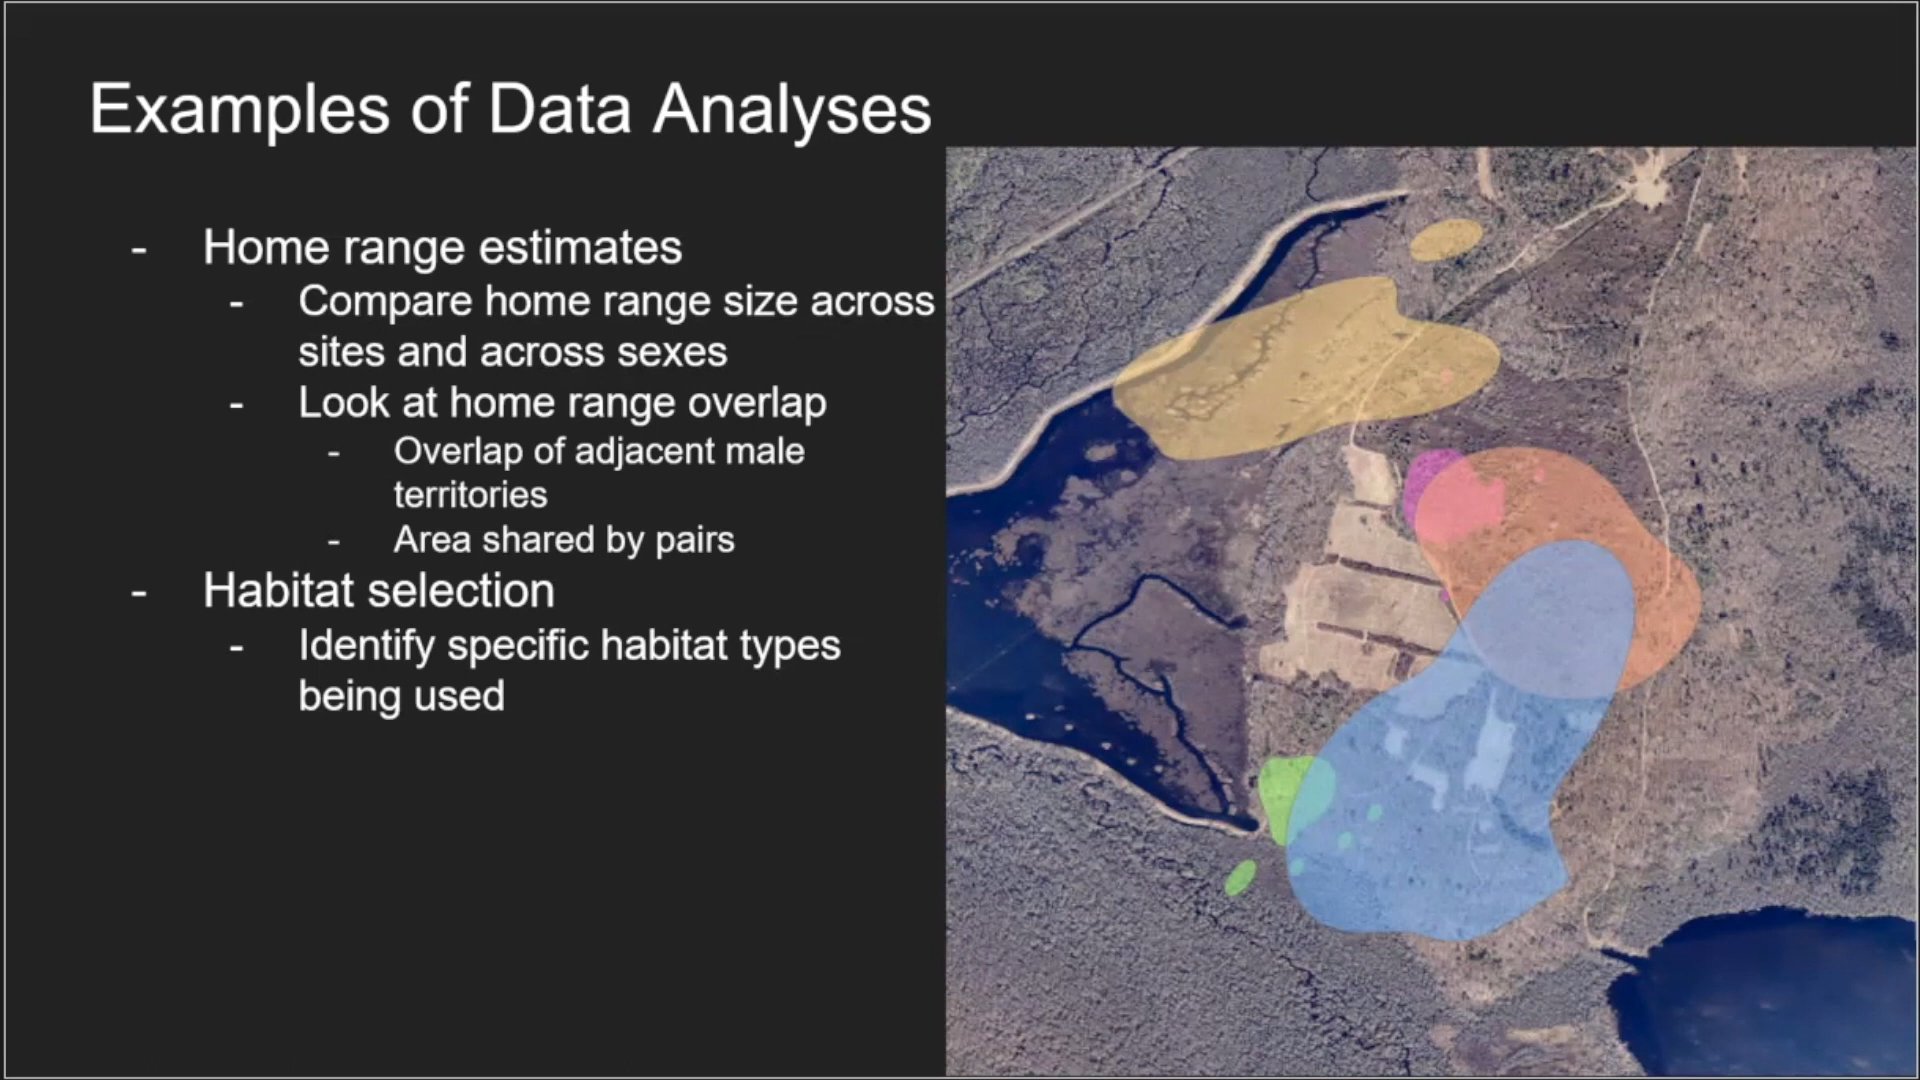 Examples of Data Analyses
- Home range estimates
- Compare home range size across
sites and across sexes
- Look at home range overlap
- Overlap of adjacent male
territories
- Area shared by pairs
- Habitat selection
- Identify specific habitat types
being used